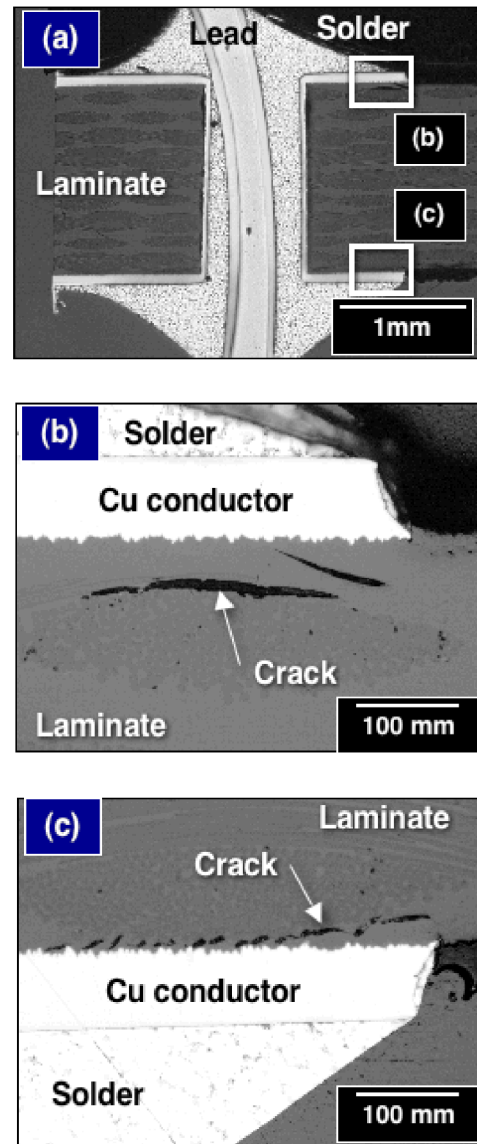 (a)
Lead
Solder
Laminate
(b)
(c)
1mm
(b)
Solder
Cu conductor
Crack
Laminate
100 mm
(c)
Laminate
Crack
Cu conductor
Solder
100 mm